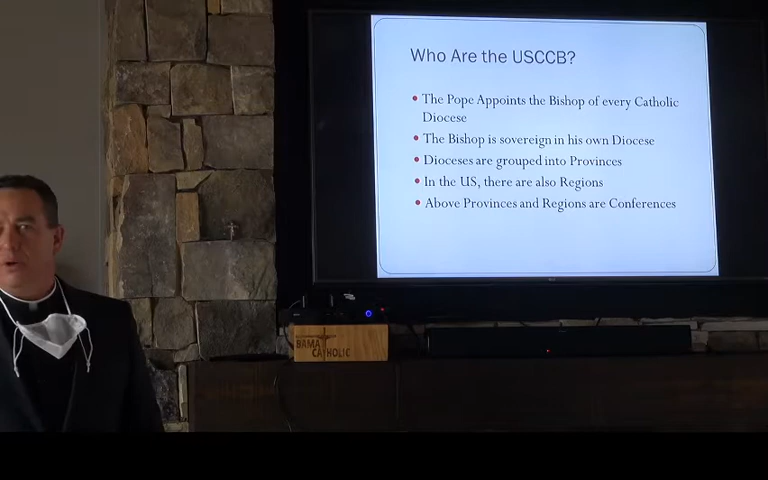 Who Are the USCCB?
• The Pope Appoints the Bishop of every Catholic
Diocese
• The Bishop is sovereign in his own Diocese
• Dioceses are grouped into Provinces
• In the US, there are also Regions
• Above Provinces and Regions are Conferences
BAMA
CATHOLIC